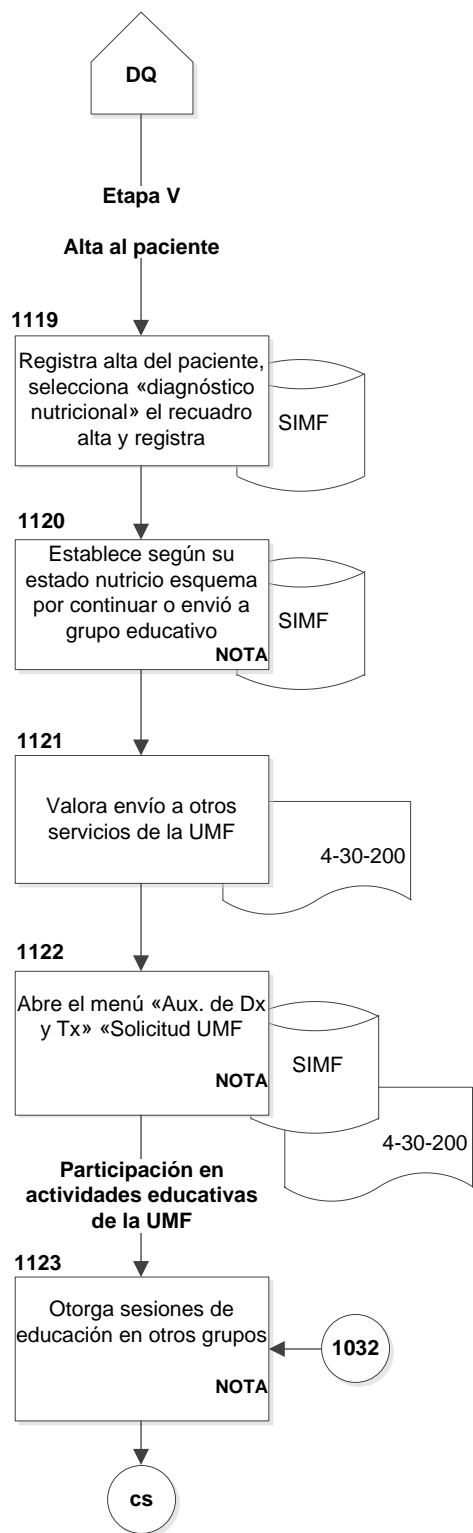 DQ
Etapa V
Alta al paciente
1119
Registra alta del paciente,
selecciona «diagnóstico
nutricional» el recuadro
alta y registra
SIMF
1120
Establece según su
estado nutricio esquema
por continuar o envió a
grupo educativo
NOTA
SIMF
1121
Valora envío a otros
servicios de la UMF
4-30-200
1122
Abre el menú «Aux. de Dx
y Tx» «Solicitud UMF
NOTA
SIMF
4-30-200
Participación en
actividades educativas
de la UMF
1123
Otorga sesiones de
educación en otros grupos
NOTA
1032
cs